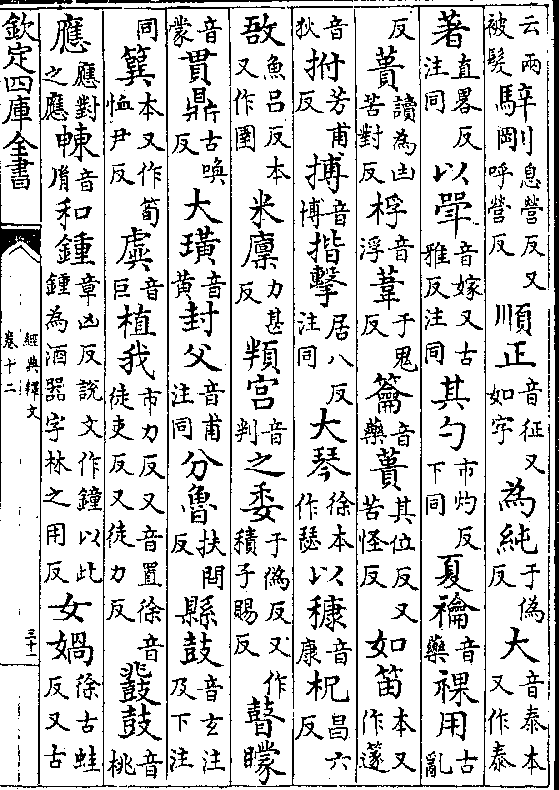 云兩被髮騂剛息營反又呼營反順正音征又如字為純于偽反大音泰本又作泰
著直畧反注同以斝音嫁又古雅反注同其勺市灼反下同夏禴音藥祼用古亂
反蕢讀為凷苦對反桴音浮葦于鬼反籥音藥蕢其位反又苦怪反如笛本又作篴
音狄拊芳甫反搏音博揩擊居八反注同大琴徐本作瑟以穅音康柷昌六反
敔魚呂反本又作圉米廩力甚反頖宮音判之委于偽反又作積子賜反瞽矇
音蒙貫鼎古喚反大璜音黃封父音甫注同分魯扶問反縣鼓音玄注及下注
同簨本又作筍恤尹反虡音巨植我市力反又音置徐音徒吏反又徒力反鼗鼓音桃
應應對之應朄音胤和鍾章凶反説文作鐘以此鍾為酒器字林之用反女媧徐古蛙反又古
欽定四庫全書
經典釋文
卷十二
三十一